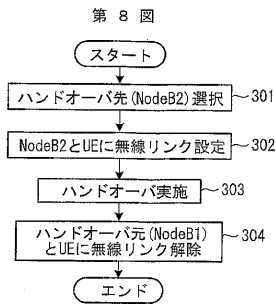 第 8 図
スタート
ハンドオーバ先(NodeB2)選択
301
NodeB2とUEに無線リンク設定
302
ハンドオーバ実施
303
ハンドオーバ元(NodeB1)
とUEに無線リンク解除
304
エンド